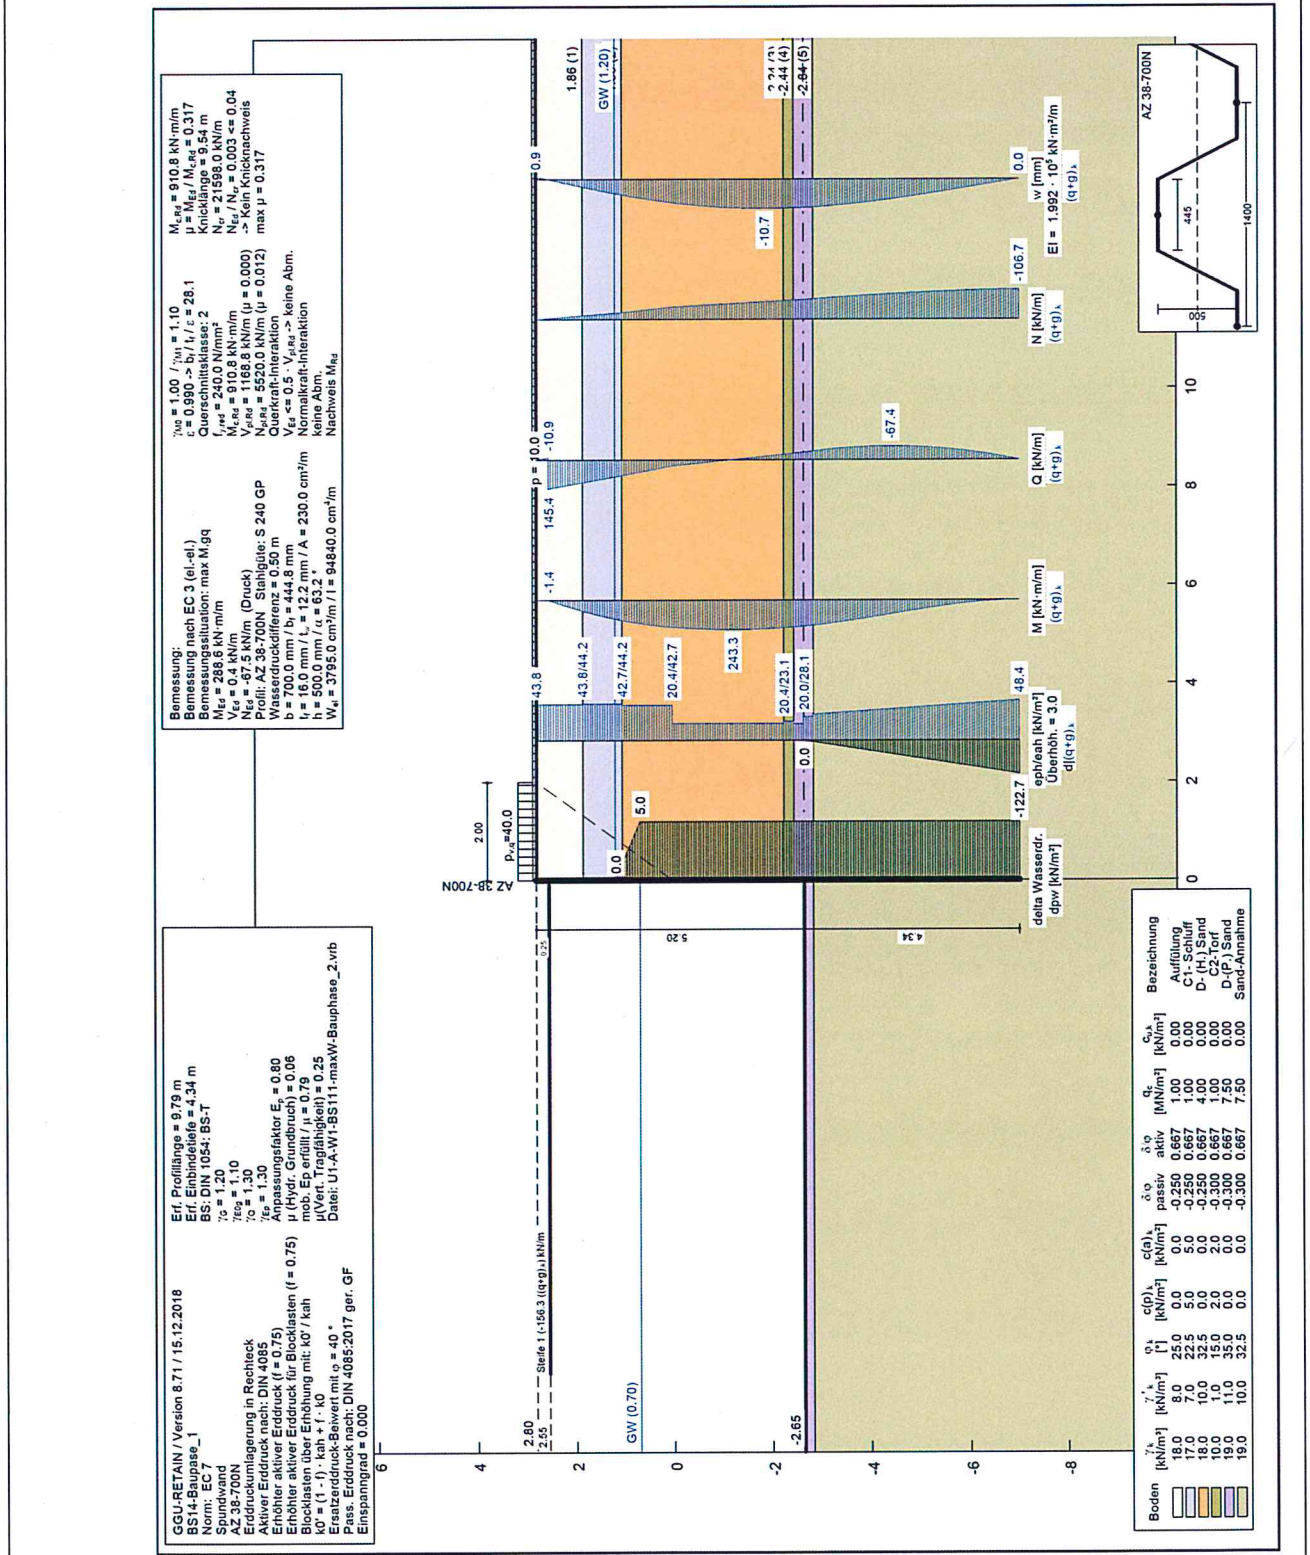 GGU-RETAIN / Version 8.71 / 15.12.2018
BS14-Baupase_1
Norm: EC 7
Spundwand
AZ 38-700N
Erddruckumlagerung in Rechteck
Aktiver Erddruck nach: DIN 4085
Erhöhter aktiver Erddruck (f = 0.75)
Erhöhter aktiver Erddruck für Blocklasten (f = 0.75)
Blocklasten über Erhöhung mit: k0' / kah
k0' = (1 - f) · kah + f · k0
Ersatzerddruck-Beiwert mit φ = 40 °
Pass. Erddruck nach: DIN 4085:2017 ger. GF
Einspanngrad = 0.000
Erf. Profillänge = 9.79 m
Erf. Einbindetiefe = 4.34 m
BS: DIN 1054: BS-T
γG = 1.20
γE0g = 1.10
γQ = 1.30
γEp = 1.30
Anpassungsfaktor Ep = 0.80
μ (Hydr. Grundbruch) = 0.06
mob. Ep erfüllt / μ = 0.79
μ(Vert. Tragfähigkeit) = 0.25
Datei: U1-A-W1-BS111-maxW-Bauphase_2.vrb
Bemessung:
Bemessung nach EC 3 (el.-el.)
Bemessungssituation: max M,gq
MEd = 288.6 kN·m/m
VEd = 0.4 kN/m
NEd = -67.5 kN/m (Druck)
Profil: AZ 38-700N Stahlgüte: S 240 GP
Wasserdruckdifferenz = 0.50 m
b = 700.0 mm / bf = 444.8 mm
tf = 16.0 mm / tw = 12.2 mm / A = 230.0 cm²/m
h = 500.0 mm / α = 63.2 °
Wel = 3795.0 cm³/m / I = 94840.0 cm⁴/m
γM0 = 1.00 / γM1 = 1.10
ε = 0.990 -> bf / tf / ε = 28.1
Querschnittsklasse: 2
fy,red = 240.0 N/mm²
Mc,Rd = 910.8 kN·m/m
Vpl,Rd = 1168.8 kN/m (μ = 0.000)
Npl,Rd = 5520.0 kN/m (μ = 0.012)
Querkraft-Interaktion
VEd <= 0.5 · Vpl,Rd -> keine Abm.
Normalkraft-Interaktion
keine Abm.
Nachweis MRd
Mc,Rd = 910.8 kN·m/m
μ = MEd / Mc,Rd = 0.317
Knicklänge = 9.54 m
Ncr = 21598.0 kN/m
NEd / Ncr = 0.003 <= 0.04
-> Kein Knicknachweis
max μ = 0.317
AZ 38-700N
2.00
pv,q=40.0
p = 10.0
2.80
2.55
0.25
Steife 1 (-156.3 ((q+g)k) kN/m
GW (0.70)
-2.65
5.20
4.34
0.0
5.0
delta Wasserdr.
dpw [kN/m²]
43.8
43.8/44.2
42.7/44.2
20.4/42.7
20.4/23.1
20.0/28.1
0.0
48.4
-122.7
eph/eah [kN/m²]
Überhöh. = 3.0
d|(q+g)k
-1.4
243.3
M [kN·m/m]
(q+g)k
145.4
-10.9
-67.4
Q [kN/m]
(q+g)k
-106.7
N [kN/m]
(q+g)k
0.9
-10.7
0.0
w [mm]
(q+g)k
EI = 1.992 · 10⁵ kN·m²/m
1.86 (1)
GW (1.20)
-2.44 (4)
-2.84 (5)
6
4
2
0
-2
-4
-6
-8
0
2
4
6
8
10
Boden γk [kN/m³] γ'k [kN/m³] φk [°] c(p)k [kN/m²] c(a)k [kN/m²] δ/φ passiv δ/φ aktiv qc [MN/m²] cu,k [kN/m²] Bezeichnung
18.0 8.0 25.0 0.0 0.0 -0.250 0.667 1.00 0.00 Auffülung
17.0 7.0 22.5 5.0 5.0 -0.250 0.667 1.00 0.00 C1- Schluff
18.0 10.0 32.5 0.0 0.0 -0.250 0.667 4.00 0.00 D- (H.) Sand
10.0 1.0 15.0 2.0 2.0 -0.300 0.667 1.00 0.00 C2-Torf
19.0 11.0 35.0 0.0 0.0 -0.300 0.667 7.50 0.00 D-(P.) Sand
19.0 10.0 32.5 0.0 0.0 -0.300 0.667 7.50 0.00 Sand-Annahme
AZ 38-700N
500
445
1400